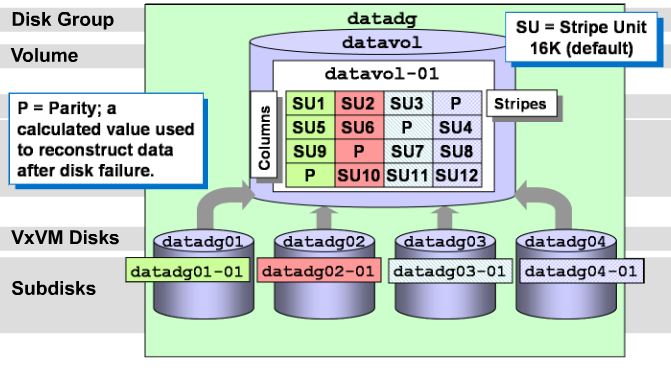 Disk Group
datadg
SU = Stripe Unit
16K (default)
Volume
datavol
datavol-01
P = Parity; a
calculated value used
to reconstruct data
after disk failure.
Columns
SU1 SU2 SU3 P
SU5 SU6 P SU4
SU9 P SU7 SU8
P SU10 SU11 SU12
Stripes
VxVM Disks
datadg01 datadg02 datadg03 datadg04
datadg01-01 datadg02-01 datadg03-01 datadg04-01
Subdisks